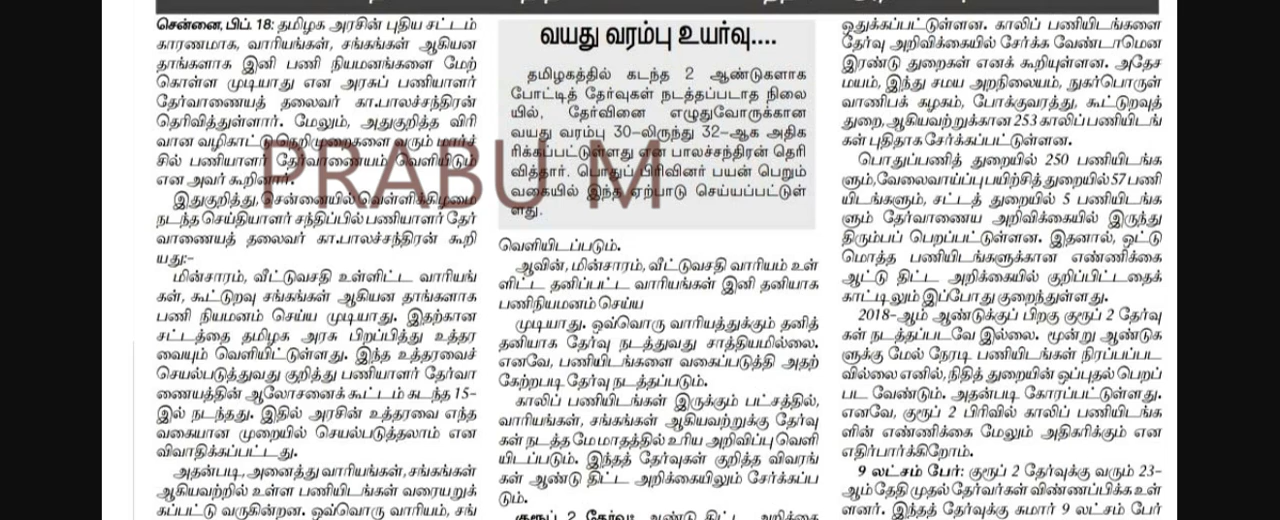 சென்னை, பிப். 18: தமிழக அரசின் புதிய சட்டம்
காரணமாக, வாரியங்கள், சங்கங்கள் ஆகியன
தாங்களாக இனி பணி நியமனங்களை மேற்
கொள்ள முடியாது என அரசுப் பணியாளர்
தேர்வாணையத் தலைவர் கா.பாலச்சந்திரன்
தெரிவித்துள்ளார். மேலும், அதுகுறித்த விரி
வான வழிகாட்டு நெறிமுறைகளை வரும் மார்ச்
சில் பணியாளர் தேர்வாணையம் வெளியிடும்
என அவர் கூறினார்.
இதுகுறித்து, சென்னையில் வெள்ளிக்கிழமை
நடந்த செய்தியாளர் சந்திப்பில் பணியாளர் தேர்
வாணையத் தலைவர் கா.பாலச்சந்திரன் கூறி
யது:-
மின்சாரம், வீட்டுவசதி உள்ளிட்ட வாரியங்
கள், கூட்டுறவு சங்கங்கள் ஆகியன தாங்களாக
பணி நியமனம் செய்ய முடியாது. இதற்கான
சட்டத்தை தமிழக அரசு பிறப்பித்து உத்தர
வையும் வெளியிட்டுள்ளது. இந்த உத்தரவைச்
செயல்படுத்துவது குறித்து பணியாளர் தேர்வா
ணையத்தின் ஆலோசனைக் கூட்டம் கடந்த 15-
இல் நடந்தது. இதில் அரசின் உத்தரவை எந்த
வகையான முறையில் செயல்படுத்தலாம் என
விவாதிக்கப்பட்டது.
அதன்படி, அனைத்து வாரியங்கள், சங்கங்கள்
ஆகியவற்றில் உள்ள பணியிடங்கள் வரையறுக்
கப்பட்டு வருகின்றன. ஒவ்வொரு வாரியம், சங்
வயது வரம்பு உயர்வு....
தமிழகத்தில் கடந்த 2 ஆண்டுகளாக
போட்டித் தேர்வுகள் நடத்தப்படாத நிலை
யில், தேர்வினை எழுதுவோருக்கான
வயது வரம்பு 30-லிருந்து 32-ஆக அதிக
ரிக்கப்பட்டுள்ளது என பாலச்சந்திரன் தெரி
வித்தார். பொதுப் பிரிவினர் பயன் பெறும்
வகையில் இந்த ஏற்பாடு செய்யப்பட்டுள்
ளது.
வெளியிடப்படும்.
ஆவின், மின்சாரம், வீட்டுவசதி வாரியம் உள்
ளிட்ட தனிப்பட்ட வாரியங்கள் இனி தனியாக
பணிநியமனம் செய்ய
முடியாது. ஒவ்வொரு வாரியத்துக்கும் தனித்
தனியாக தேர்வு நடத்துவது சாத்தியமில்லை.
எனவே, பணியிடங்களை வகைப்படுத்தி அதற்
கேற்றபடி தேர்வு நடத்தப்படும்.
காலிப் பணியிடங்கள் இருக்கும் பட்சத்தில்,
வாரியங்கள், சங்கங்கள் ஆகியவற்றுக்கு தேர்வு
கள் நடத்த மே மாதத்தில் உரிய அறிவிப்பு வெளி
யிடப்படும். இந்தத் தேர்வுகள் குறித்த விவரங்
கள் ஆண்டு திட்ட அறிக்கையிலும் சேர்க்கப்ப
டும்.
குரூப் 2 தேர்வு: ஆண்டு திட்ட அறிக்கை
ஒதுக்கப்பட்டுள்ளன. காலிப் பணியிடங்களை
தேர்வு அறிவிக்கையில் சேர்க்க வேண்டாமென
இரண்டு துறைகள் எனக் கூறியுள்ளன. அதேச
மயம், இந்து சமய அறநிலையம், நுகர்பொருள்
வாணிபக் கழகம், போக்குவரத்து, கூட்டுறவுத்
துறை, ஆகியவற்றுக்கான 253 காலிப் பணியிடங்
கள் புதிதாக சேர்க்கப்பட்டுள்ளன.
பொதுப்பணித் துறையில் 250 பணியிடங்க
ளும், வேலைவாய்ப்பு பயிற்சித் துறையில் 57 பணி
யிடங்களும், சட்டத் துறையில் 5 பணியிடங்க
ளும் தேர்வாணைய அறிவிக்கையில் இருந்து
திரும்பப் பெறப்பட்டுள்ளன. இதனால், ஒட்டு
மொத்த பணியிடங்களுக்கான எண்ணிக்கை
ஆட்டு திட்ட அறிக்கையில் குறிப்பிட்டதைக்
காட்டிலும் இப்போது குறைந்துள்ளது.
2018-ஆம் ஆண்டுக்குப் பிறகு குரூப் 2 தேர்வு
கள் நடத்தப்படவே இல்லை. மூன்று ஆண்டுக
ளுக்கு மேல் நேரடி பணியிடங்கள் நிரப்பப்பட
வில்லை எனில், நிதித் துறையின் ஒப்புதல் பெறப்
பட வேண்டும். அதன்படி கோரப்பட்டுள்ளது.
எனவே, குரூப் 2 பிரிவில் காலிப் பணியிடங்க
ளின் எண்ணிக்கை மேலும் அதிகரிக்கும் என
எதிர்பார்க்கிறோம்.
9 லட்சம் பேர்: குரூப் 2 தேர்வுக்கு வரும் 23-
ஆம் தேதி முதல் தேர்வர்கள் விண்ணப்பிக்க உள்
ளனர். இந்தத் தேர்வுக்கு சுமார் 9 லட்சம் பேர்
PRABU M